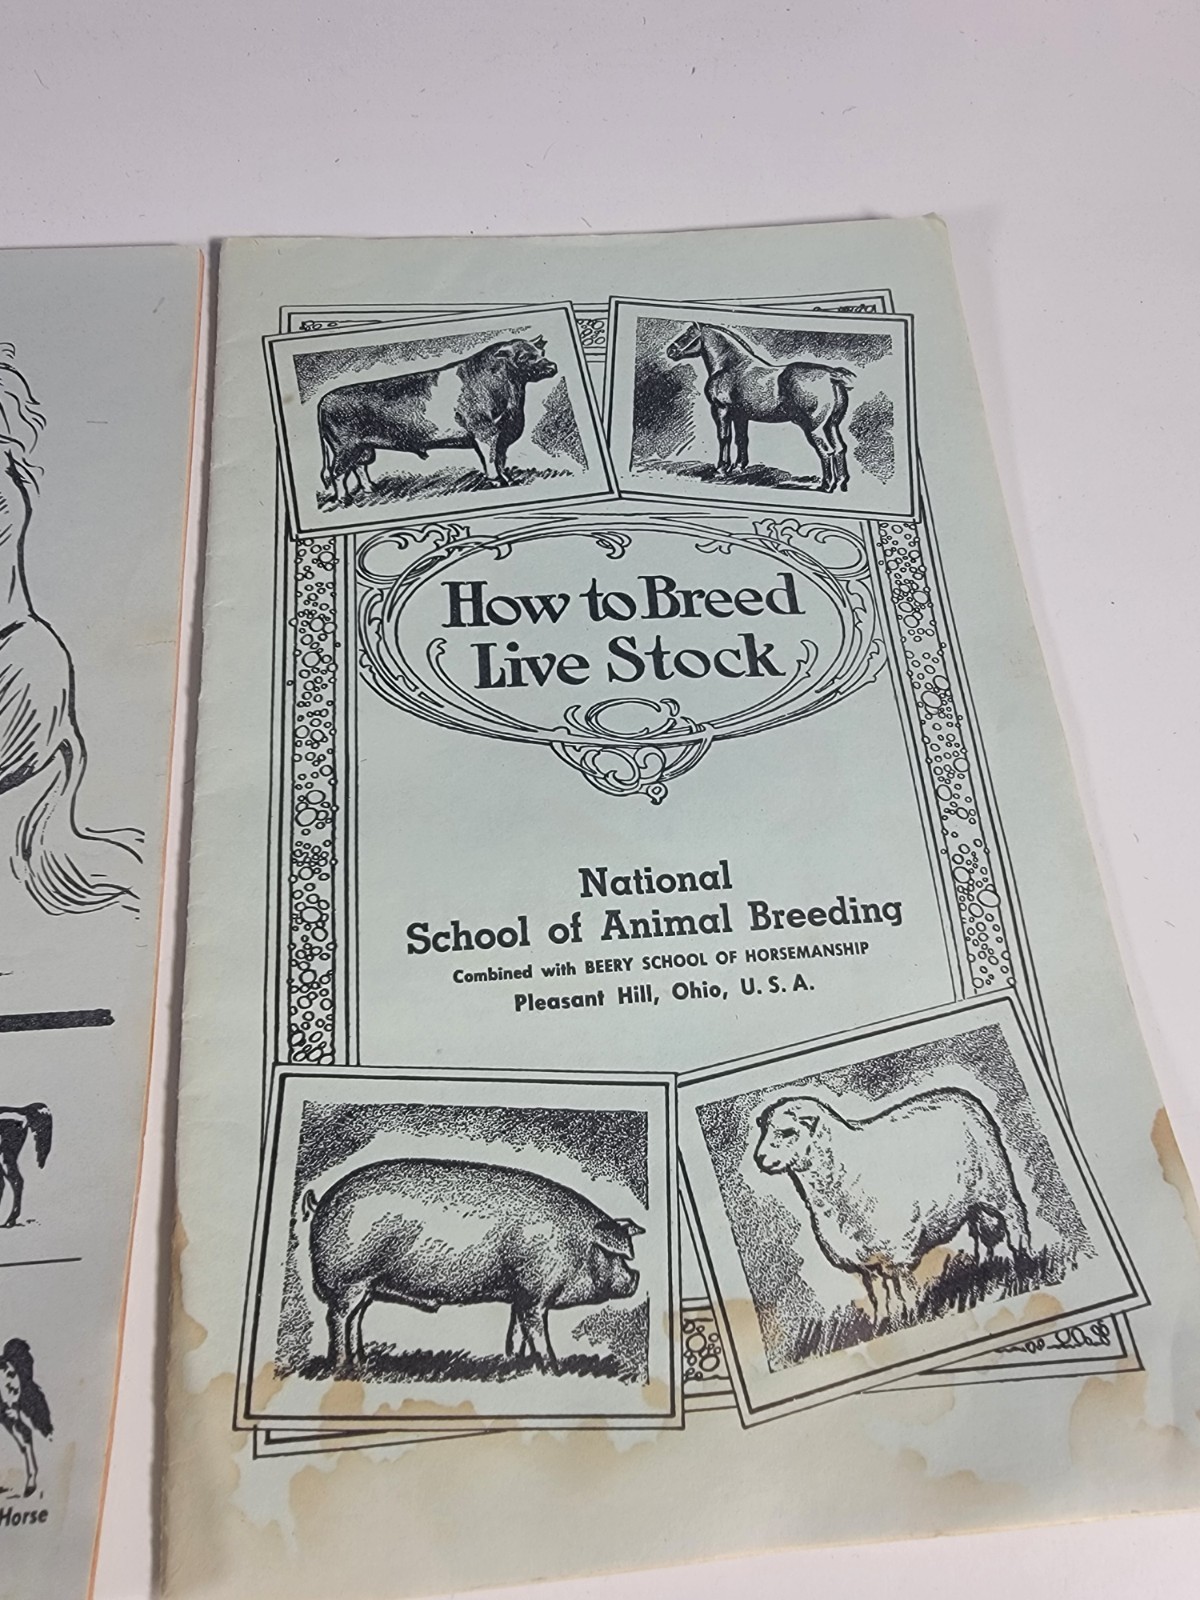 How to Breed
Live Stock
National
School of Animal Breeding
Combined with BEERY SCHOOL OF HORSEMANSHIP
Pleasant Hill, Ohio, U. S. A.
Horse